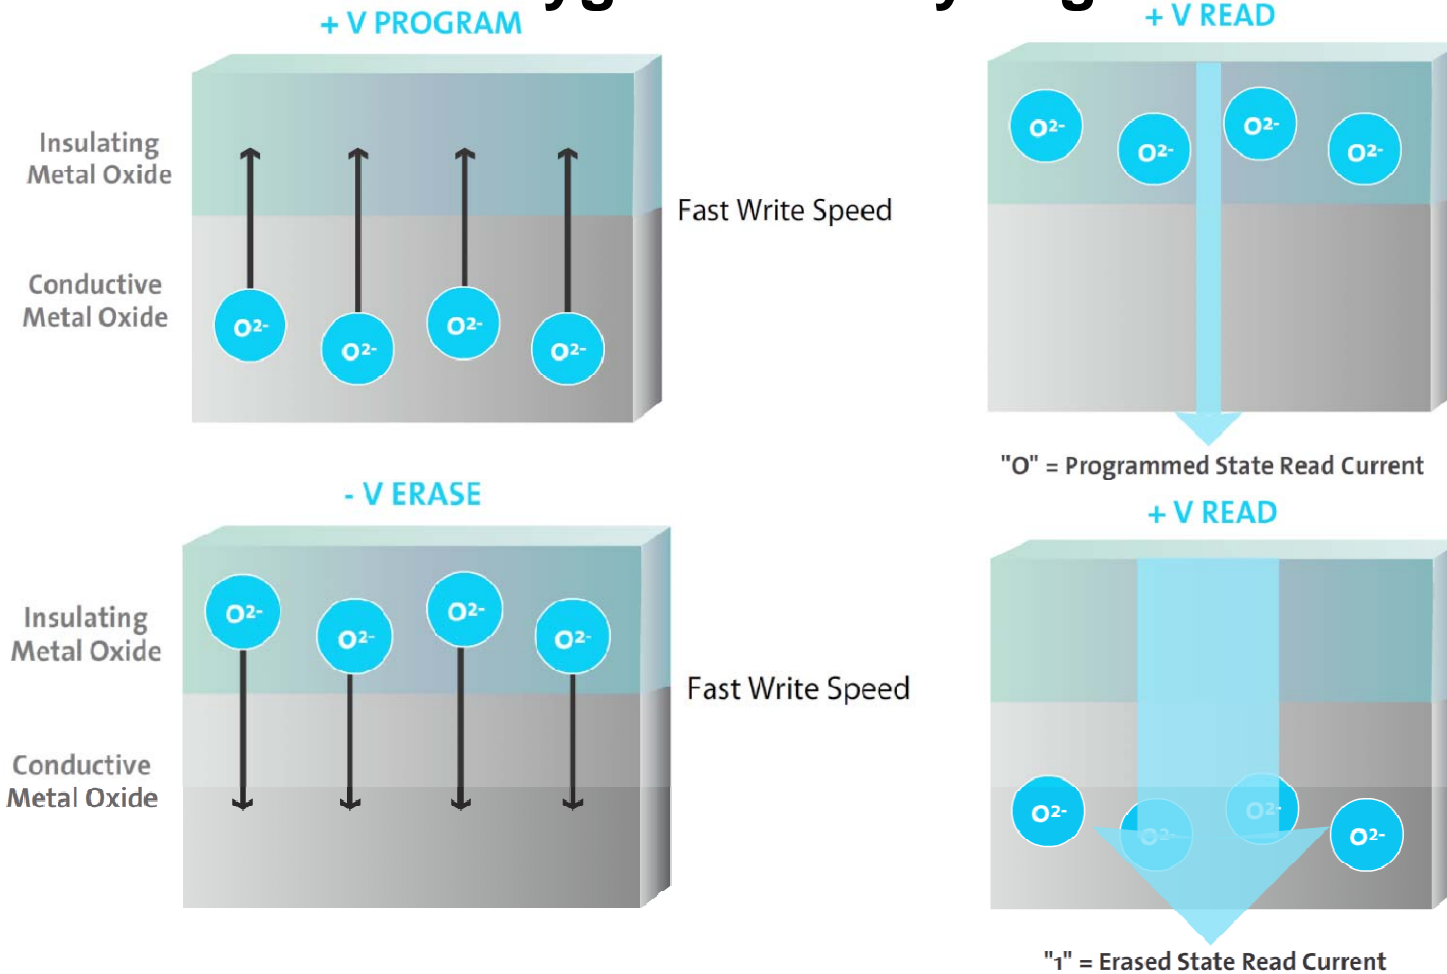 + V PROGRAM
Insulating
Metal Oxide
Conductive
Metal Oxide
O2-
O2-
O2-
O2-
Fast Write Speed
+ V READ
O2-
O2-
O2-
O2-
"0" = Programmed State Read Current
- V ERASE
Insulating
Metal Oxide
Conductive
Metal Oxide
O2-
O2-
O2-
O2-
Fast Write Speed
+ V READ
O2-
O2-
O2-
O2-
"1" = Erased State Read Current